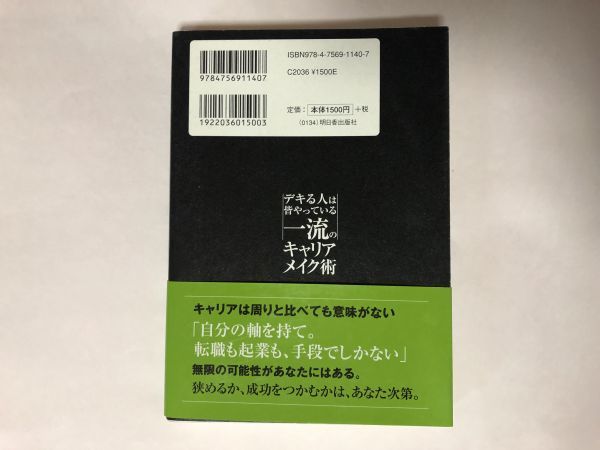 ISBN978-4-7569-1140-7
C2036 ¥1500E
9784756911407
定価：本体1500円+税
(0134) 明日香出版社
1922036015003
デキる人は
皆やっている
一流の
キャリア
メイク術
キャリアは周りと比べても意味がない
「自分の軸を持て。
転職も起業も、手段でしかない」
無限の可能性があなたにはある。
狭めるか、成功をつかむかは、あなた次第。